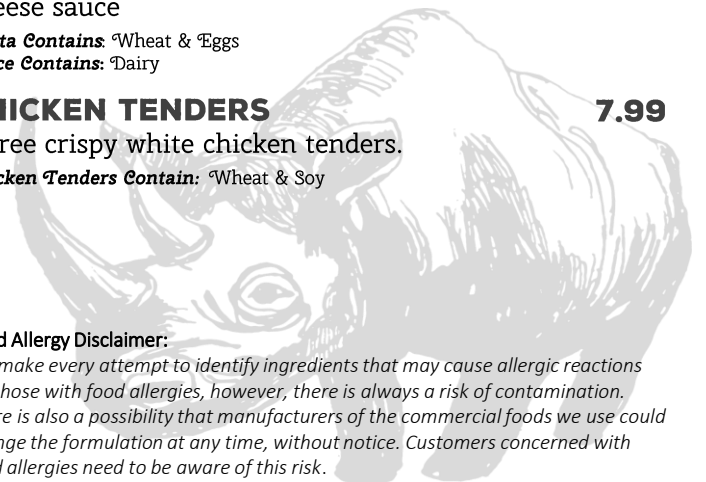 eese sauce
ta Contains: Wheat & Eggs
ce Contains: Dairy
HICKEN TENDERS 7.99
ree crispy white chicken tenders.
cken Tenders Contain: Wheat & Soy
d Allergy Disclaimer:
make every attempt to identify ingredients that may cause allergic reactions
hose with food allergies, however, there is always a risk of contamination.
re is also a possibility that manufacturers of the commercial foods we use could
nge the formulation at any time, without notice. Customers concerned with
d allergies need to be aware of this risk.